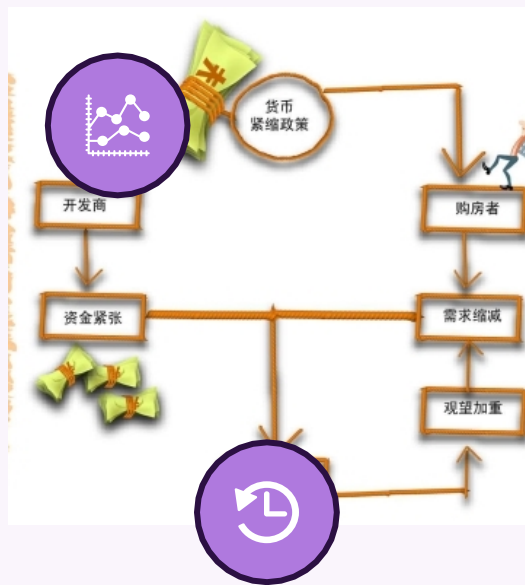 货币
紧缩政策
开发商
购房者
资金紧张
需求缩减
观望加重